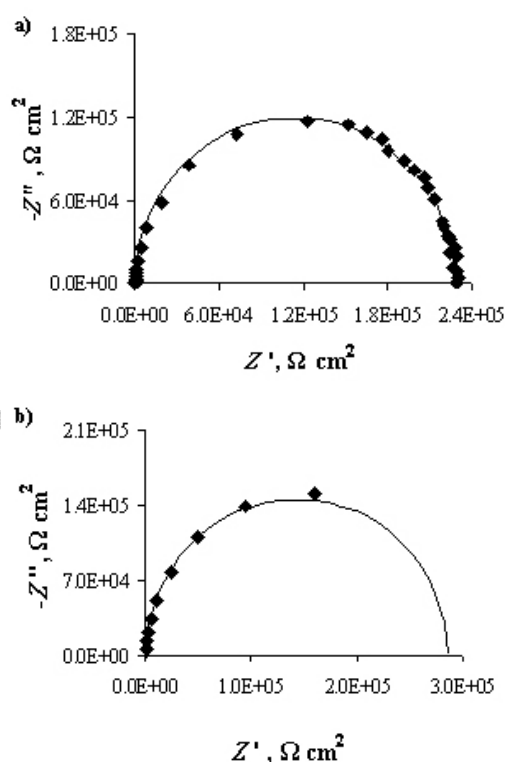 a)
1.8E+05
1.2E+05
6.0E+04
0.0E+00
-Z'', Ω cm²
0.0E+00 6.0E+04 1.2E+05 1.8E+05 2.4E+05
Z', Ω cm²
b)
2.1E+05
1.4E+05
7.0E+04
0.0E+00
-Z'', Ω cm²
0.0E+00 1.0E+05 2.0E+05 3.0E+05
Z', Ω cm²